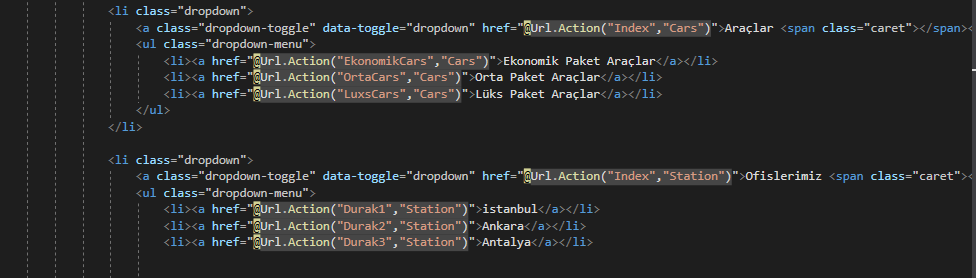 <li class="dropdown">
<a class="dropdown-toggle" data-toggle="dropdown" href="@Url.Action("Index","Cars")">Araçlar <span class="caret"></span>
<ul class="dropdown-menu">
<li><a href="@Url.Action("EkonomikCars","Cars")">Ekonomik Paket Araçlar</a></li>
<li><a href="@Url.Action("OrtaCars","Cars")">Orta Paket Araçlar</a></li>
<li><a href="@Url.Action("LuxsCars","Cars")">Lüks Paket Araçlar</a></li>
</ul>
</li>
<li class="dropdown">
<a class="dropdown-toggle" data-toggle="dropdown" href="@Url.Action("Index","Station")">Ofislerimiz <span class="caret"><
<ul class="dropdown-menu">
<li><a href="@Url.Action("Durak1","Station")">istanbul</a></li>
<li><a href="@Url.Action("Durak2","Station")">Ankara</a></li>
<li><a href="@Url.Action("Durak3","Station")">Antalya</a></li>